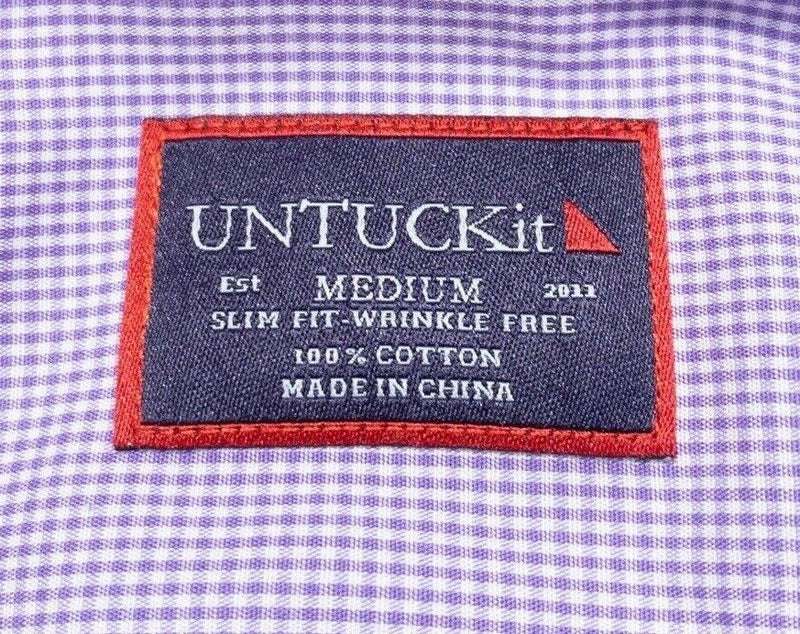 UNTUCKit
Est MEDIUM 2011
SLIM FIT-WRINKLE FREE
100% COTTON
MADE IN CHINA